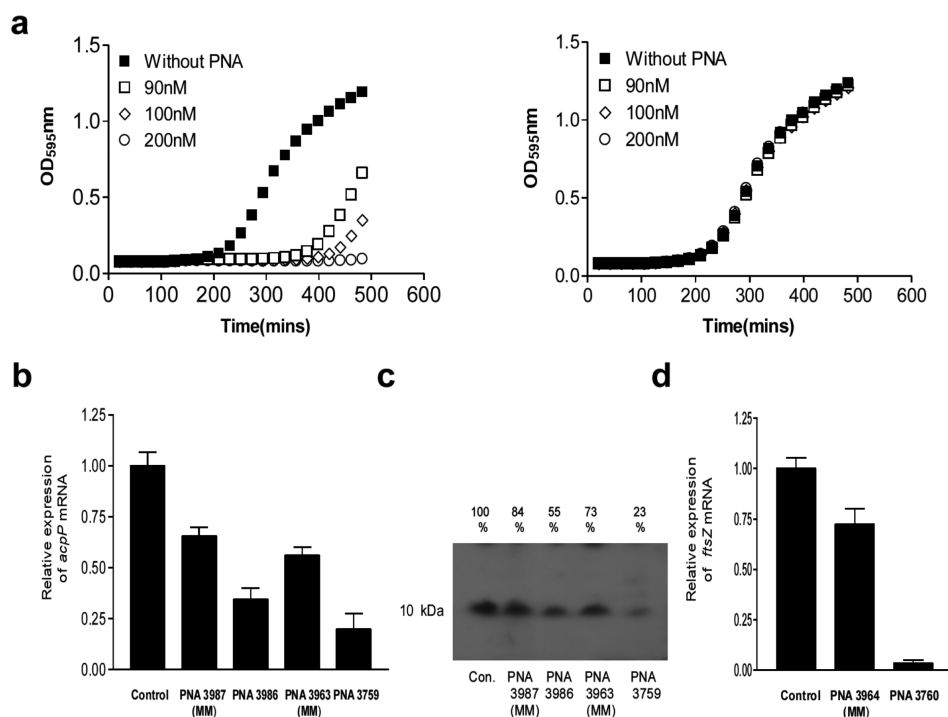 a
Without PNA
90nM
100nM
200nM
OD595nm
1.5
1.0
0.5
0.0
0 100 200 300 400 500 600
Time(mins)
Without PNA
90nM
100nM
200nM
OD595nm
1.5
1.0
0.5
0.0
0 100 200 300 400 500 600
Time(mins)
b
Relative expression
of acpP mRNA
1.25
1.00
0.75
0.50
0.25
0.00
Control PNA 3987 (MM) PNA 3986 PNA 3963 (MM) PNA 3759
c
100 84 55 73 23
% % % % %
10 kDa
Con. PNA PNA PNA PNA
3987 3986 3963 3759
(MM) (MM)
d
Relative expression
of ftsZ mRNA
1.25
1.00
0.75
0.50
0.25
0.00
Control PNA 3964 (MM) PNA 3760